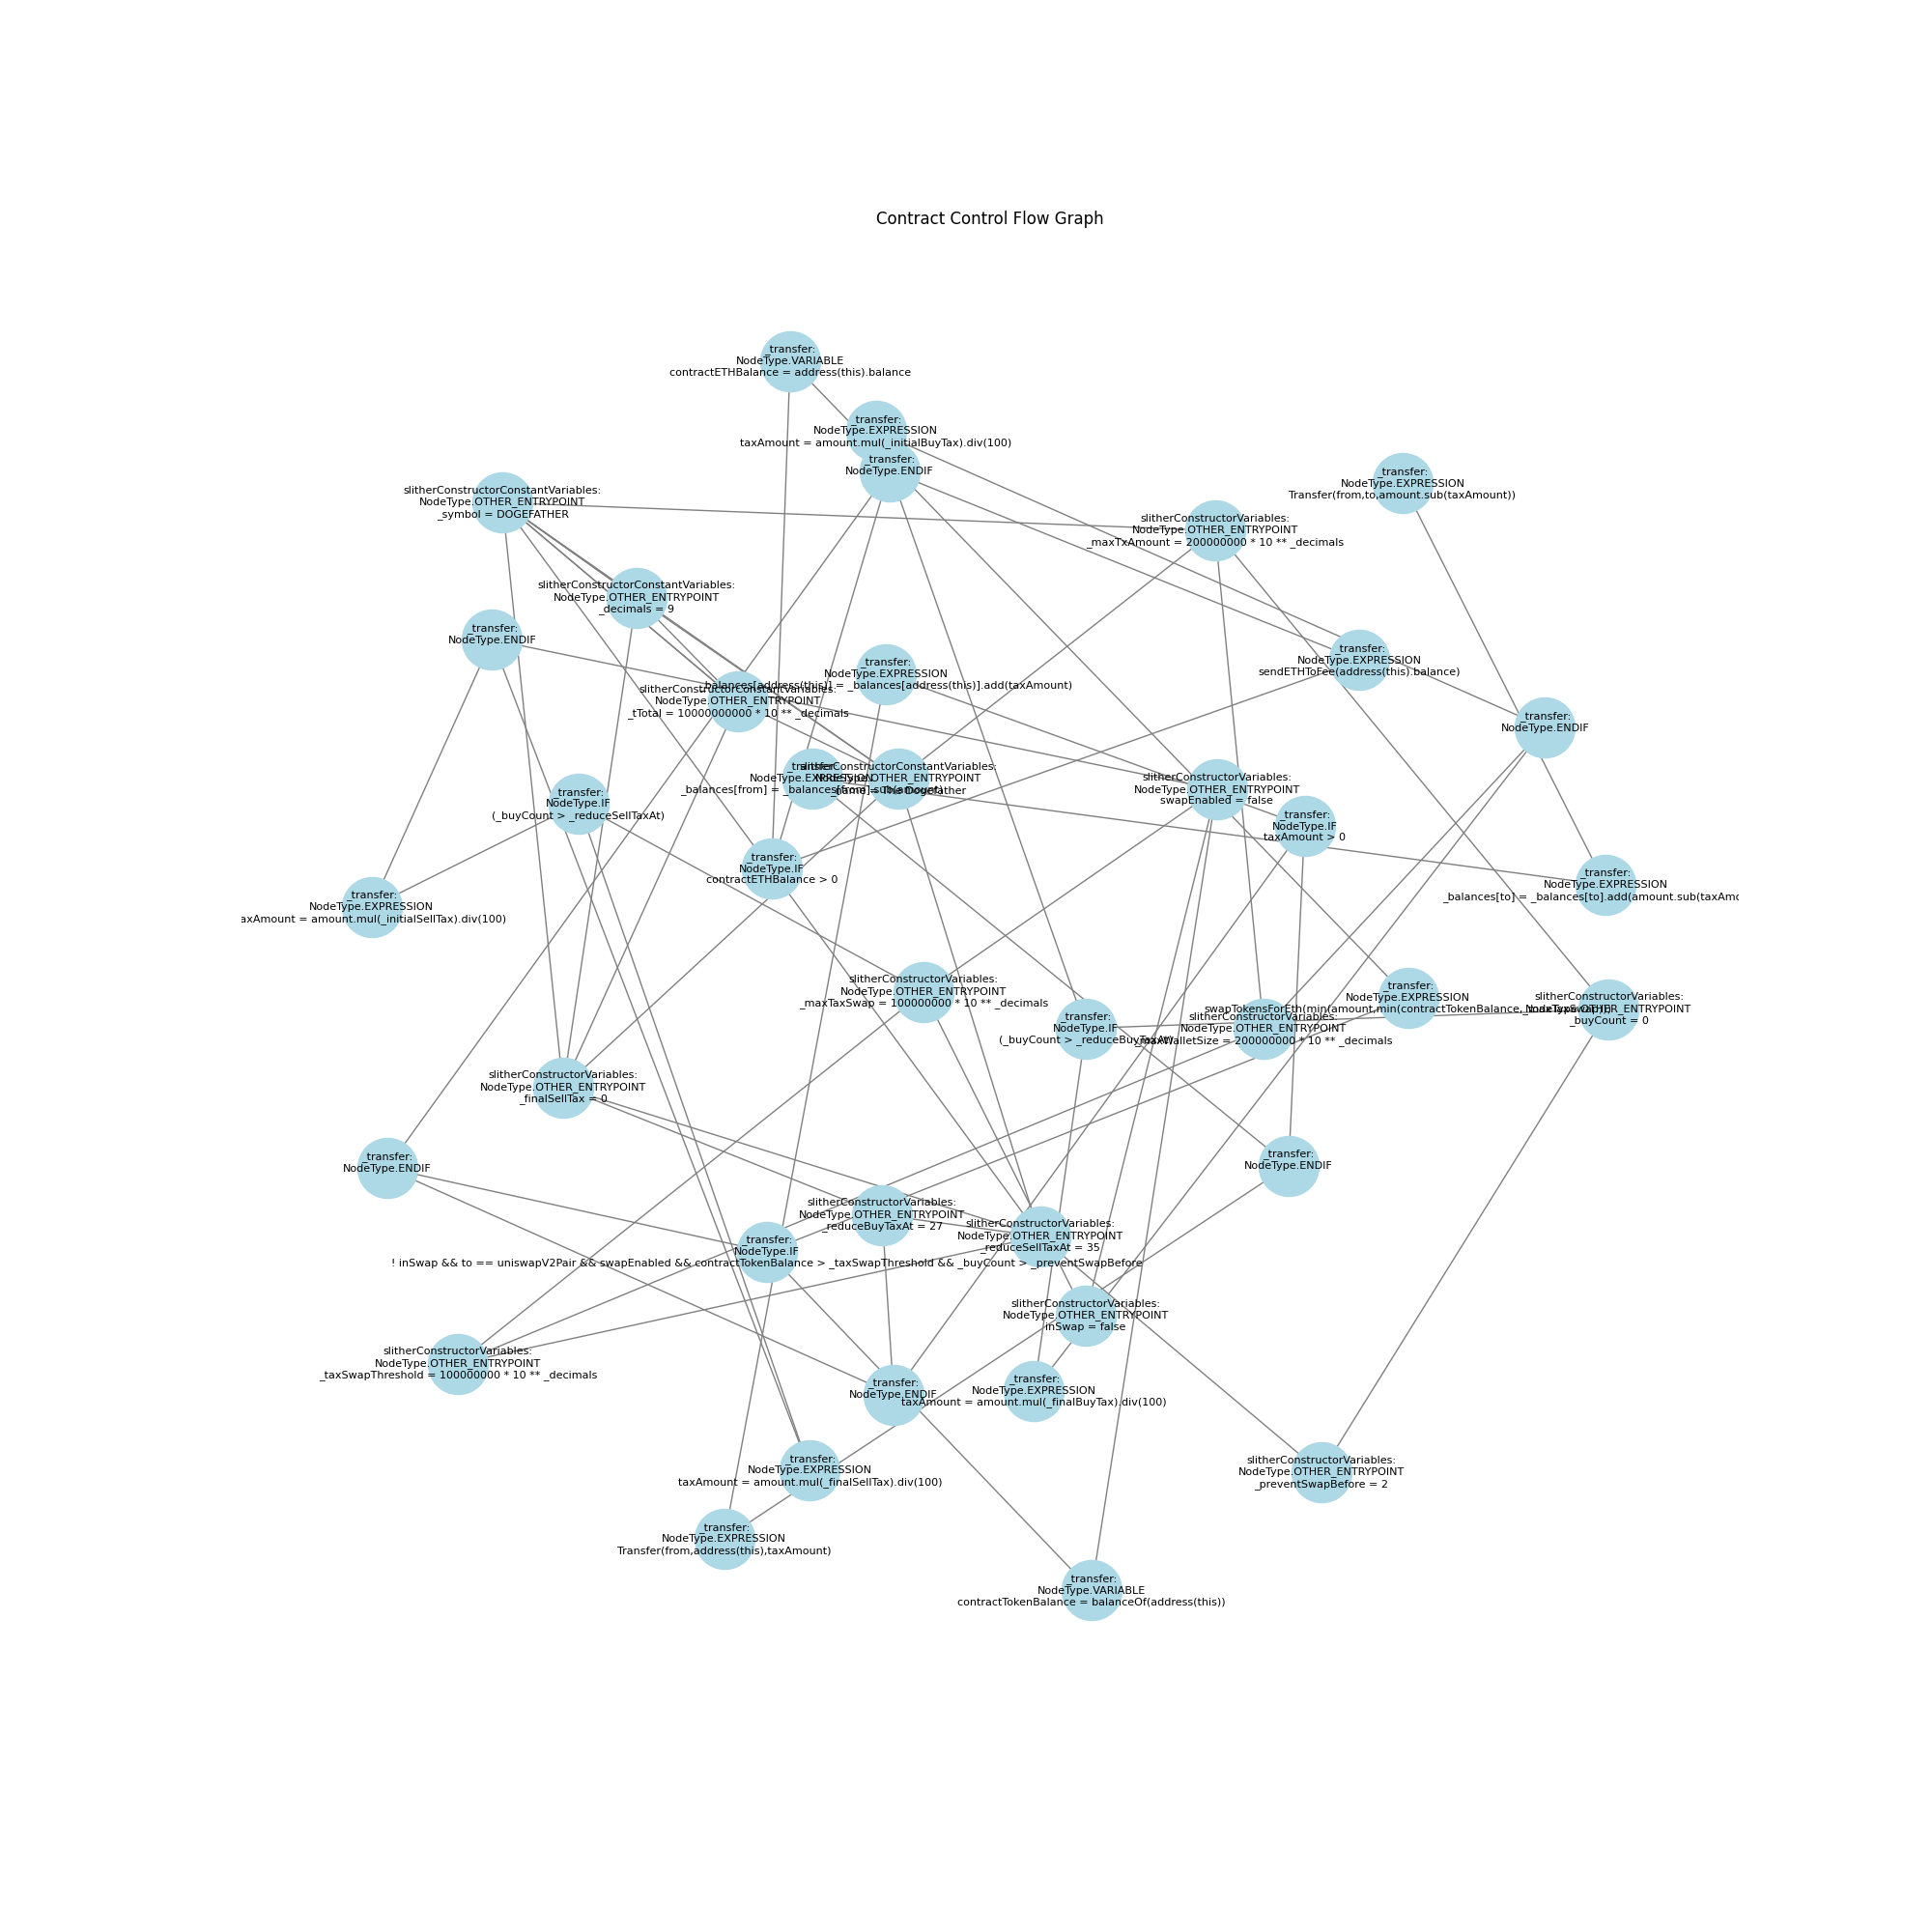 Contract Control Flow Graph
_transfer:
NodeType.VARIABLE
contractETHBalance = address(this).balance
_transfer:
NodeType.EXPRESSION
taxAmount = amount.mul(_initialBuyTax).div(100)
_transfer:
NodeType.ENDIF
_transfer:
NodeType.EXPRESSION
Transfer(from,to,amount.sub(taxAmount))
slitherConstructorConstantVariables:
NodeType.OTHER_ENTRYPOINT
_symbol = DOGEFATHER
slitherConstructorVariables:
NodeType.OTHER_ENTRYPOINT
_maxTxAmount = 200000000 * 10 ** _decimals
slitherConstructorConstantVariables:
NodeType.OTHER_ENTRYPOINT
_decimals = 9
_transfer:
NodeType.ENDIF
_transfer:
NodeType.EXPRESSION
_balances[address(this)] = _balances[address(this)].add(taxAmount)
_transfer:
NodeType.EXPRESSION
sendETHToFee(address(this).balance)
slitherConstructorConstantVariables:
NodeType.OTHER_ENTRYPOINT
_tTotal = 10000000000 * 10 ** _decimals
_transfer:
NodeType.ENDIF
_transfer:
NodeType.EXPRESSION
_balances[from] = _balances[from].sub(amount)
slitherConstructorConstantVariables:
NodeType.OTHER_ENTRYPOINT
_name = The Dogefather
slitherConstructorVariables:
NodeType.OTHER_ENTRYPOINT
swapEnabled = false
_transfer:
NodeType.IF
(_buyCount > _reduceSellTaxAt)
_transfer:
NodeType.IF
taxAmount > 0
_transfer:
NodeType.IF
contractETHBalance > 0
_transfer:
NodeType.EXPRESSION
_balances[to] = _balances[to].add(amount.sub(taxAmo
_transfer:
NodeType.EXPRESSION
axAmount = amount.mul(_initialSellTax).div(100)
slitherConstructorVariables:
NodeType.OTHER_ENTRYPOINT
_maxTaxSwap = 100000000 * 10 ** _decimals
_transfer:
NodeType.EXPRESSION
swapTokensForEth(min(amount,min(contractTokenBalance,_maxTaxSwap)))
slitherConstructorVariables:
NodeType.OTHER_ENTRYPOINT
_buyCount = 0
_transfer:
NodeType.IF
(_buyCount > _reduceBuyTaxAt)
slitherConstructorVariables:
NodeType.OTHER_ENTRYPOINT
_maxWalletSize = 200000000 * 10 ** _decimals
slitherConstructorVariables:
NodeType.OTHER_ENTRYPOINT
_finalSellTax = 0
_transfer:
NodeType.ENDIF
_transfer:
NodeType.ENDIF
slitherConstructorVariables:
NodeType.OTHER_ENTRYPOINT
_reduceBuyTaxAt = 27
slitherConstructorVariables:
NodeType.OTHER_ENTRYPOINT
_reduceSellTaxAt = 35
_transfer:
NodeType.IF
! inSwap && to == uniswapV2Pair && swapEnabled && contractTokenBalance > _taxSwapThreshold && _buyCount > _preventSwapBefore
slitherConstructorVariables:
NodeType.OTHER_ENTRYPOINT
inSwap = false
slitherConstructorVariables:
NodeType.OTHER_ENTRYPOINT
_taxSwapThreshold = 100000000 * 10 ** _decimals
_transfer:
NodeType.ENDIF
_transfer:
NodeType.EXPRESSION
taxAmount = amount.mul(_finalBuyTax).div(100)
_transfer:
NodeType.EXPRESSION
taxAmount = amount.mul(_finalSellTax).div(100)
slitherConstructorVariables:
NodeType.OTHER_ENTRYPOINT
_preventSwapBefore = 2
_transfer:
NodeType.EXPRESSION
Transfer(from,address(this),taxAmount)
_transfer:
NodeType.VARIABLE
contractTokenBalance = balanceOf(address(this))